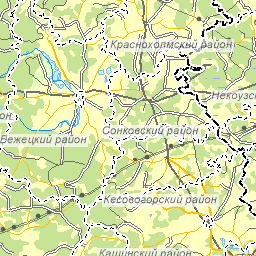 Краснохолмский район
Некоузс
Сонковский район
Бежецкий район
Кесовогорский район
Кашинский район